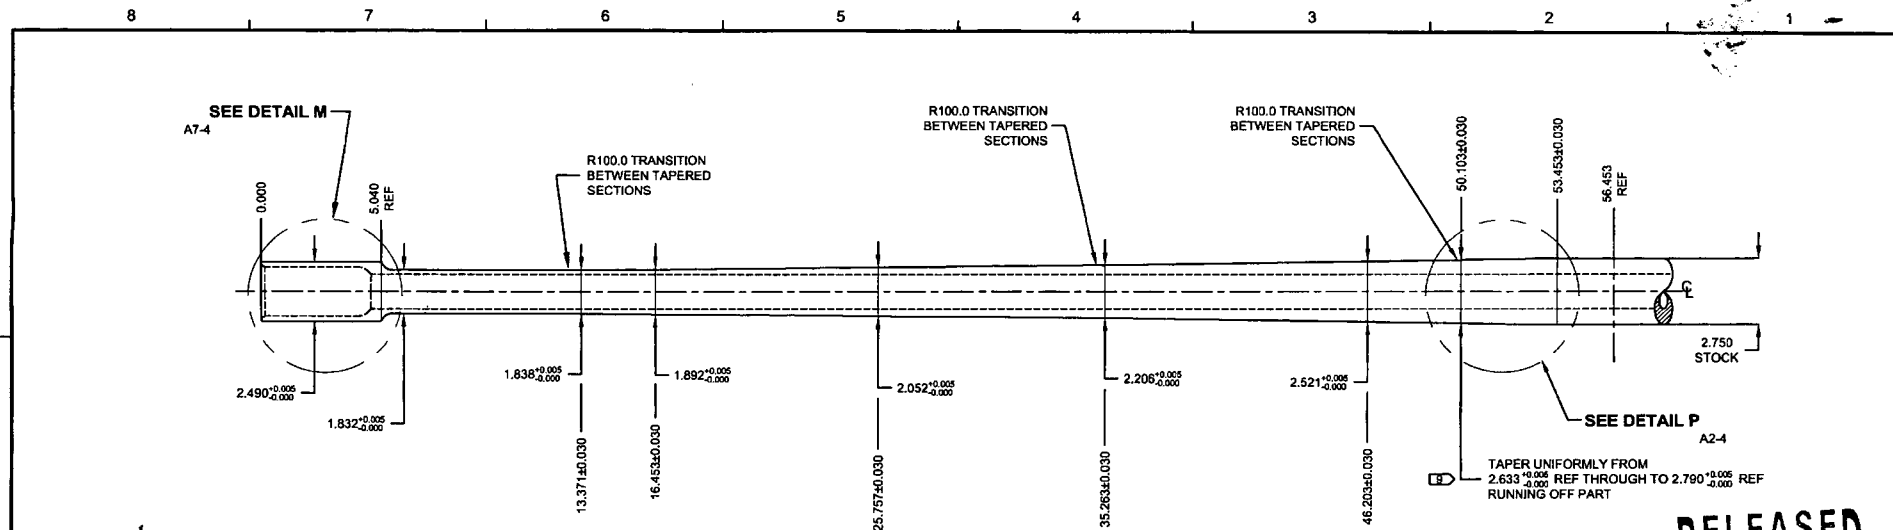 8 7 6 5 4 3 2 1
SEE DETAIL M
A7-4
R100.0 TRANSITION
BETWEEN TAPERED
SECTIONS
R100.0 TRANSITION
BETWEEN TAPERED
SECTIONS
R100.0 TRANSITION
BETWEEN TAPERED
SECTIONS
0.000
5.040
REF
50.103±0.030
53.453±0.030
56.453
REF
℄
2.490 +0.005
-0.000
1.832 +0.005
-0.000
1.838 +0.005
-0.000
1.892 +0.005
-0.000
2.052 +0.005
-0.000
2.206 +0.005
-0.000
2.521 +0.005
-0.000
2.750
STOCK
13.371±0.030
16.453±0.030
25.757±0.030
35.263±0.030
46.203±0.030
SEE DETAIL P
A2-4
TAPER UNIFORMLY FROM
2.633 +0.005 -0.000 REF THROUGH TO 2.790 +0.005 -0.000 REF
RUNNING OFF PART
RELEASED